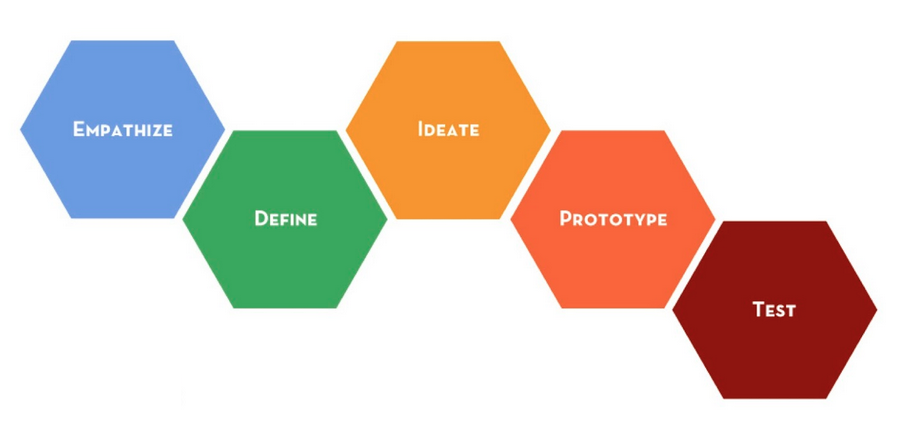 Empathize
Define
Ideate
Prototype
Test